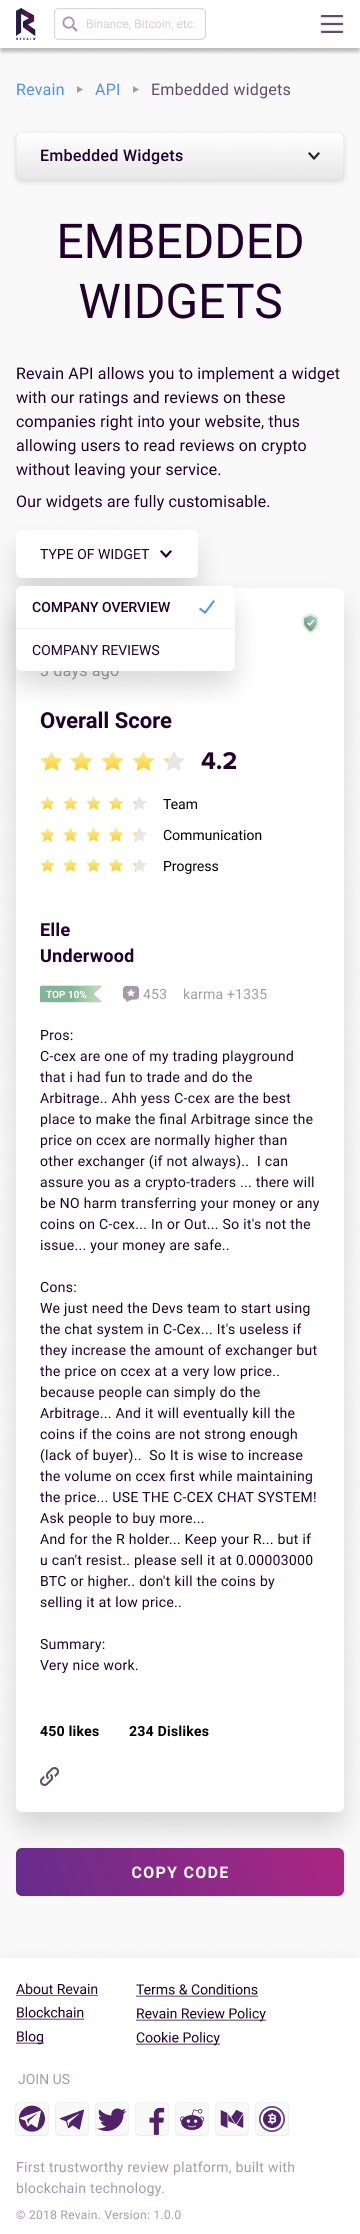 REVAIN
Binance, Bitcoin, etc.
Revain
API
Embedded widgets
Embedded Widgets
EMBEDDED
WIDGETS
Revain API allows you to implement a widget
with our ratings and reviews on these
companies right into your website, thus
allowing users to read reviews on crypto
without leaving your service.
Our widgets are fully customisable.
TYPE OF WIDGET
COMPANY OVERVIEW
COMPANY REVIEWS
3 days ago
Overall Score
4.2
Team
Communication
Progress
Elle
Underwood
TOP 10%
453
karma +1335
Pros:
C-cex are one of my trading playground
that i had fun to trade and do the
Arbitrage.. Ahh yess C-cex are the best
place to make the final Arbitrage since the
price on ccex are normally higher than
other exchanger (if not always)..  I can
assure you as a crypto-traders ... there will
be NO harm transferring your money or any
coins on C-cex... In or Out... So it's not the
issue... your money are safe..
Cons:
We just need the Devs team to start using
the chat system in C-Cex... It's useless if
they increase the amount of exchanger but
the price on ccex at a very low price..
because people can simply do the
Arbitrage... And it will eventually kill the
coins if the coins are not strong enough
(lack of buyer)..  So It is wise to increase
the volume on ccex first while maintaining
the price... USE THE C-CEX CHAT SYSTEM!
Ask people to buy more...
And for the R holder... Keep your R... but if
u can't resist.. please sell it at 0.00003000
BTC or higher.. don't kill the coins by
selling it at low price..
Summary:
Very nice work.
450 likes
234 Dislikes
COPY CODE
About Revain
Blockchain
Blog
Terms & Conditions
Revain Review Policy
Cookie Policy
JOIN US
First trustworthy review platform, built with
blockchain technology.
© 2018 Revain. Version: 1.0.0